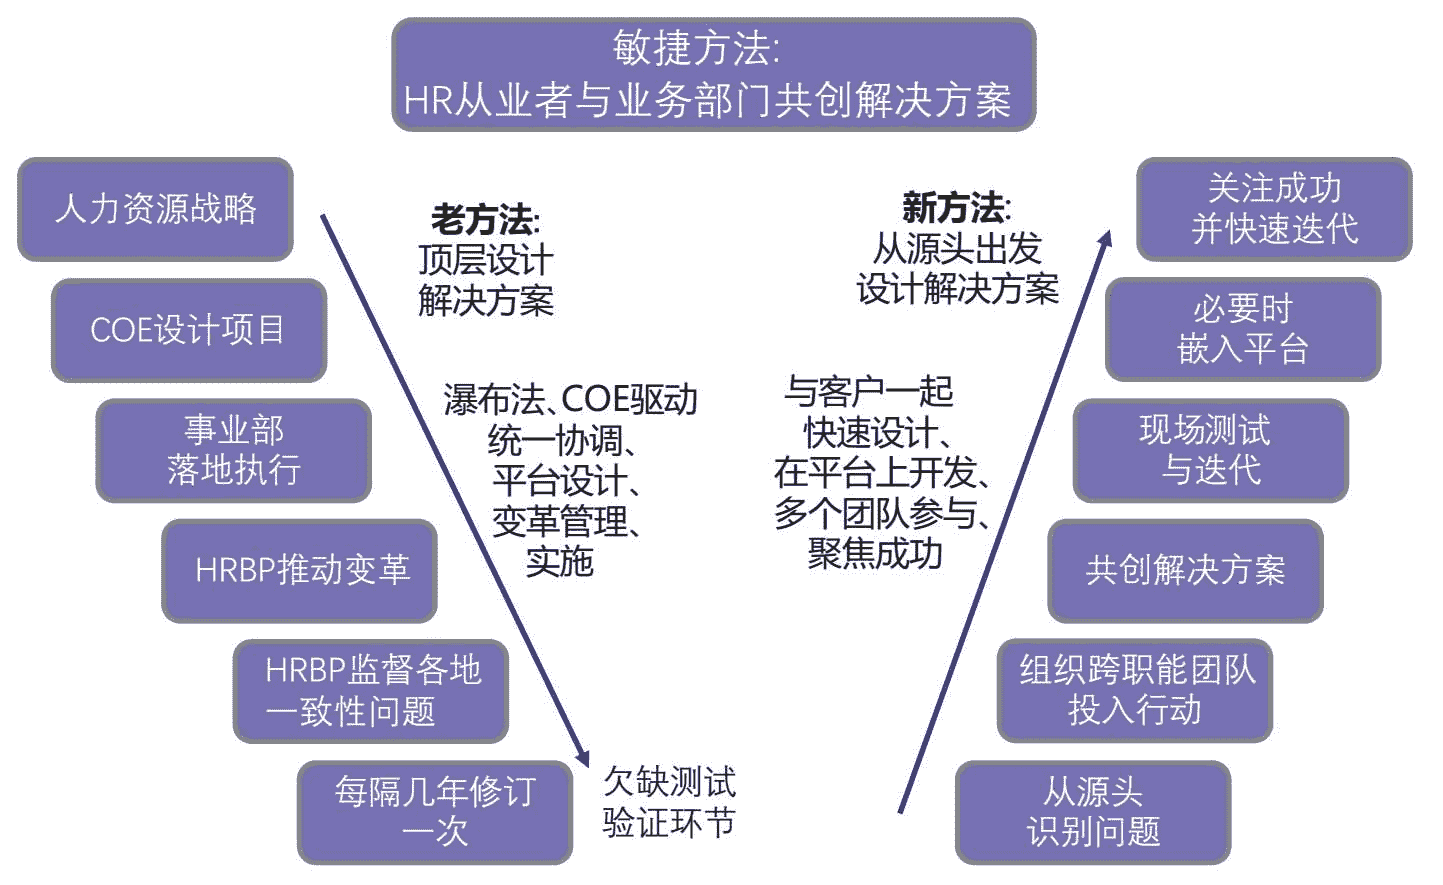 敏捷方法:
HR从业者与业务部门共创解决方案
人力资源战略
COE设计项目
事业部
落地执行
HRBP推动变革
HRBP监督各地
一致性问题
每隔几年修订
一次
老方法:
顶层设计
解决方案
瀑布法、COE驱动
统一协调、
平台设计、
变革管理、
实施
欠缺测试
验证环节
新方法:
从源头出发
设计解决方案
与客户一起
快速设计、
在平台上开发、
多个团队参与、
聚焦成功
关注成功
并快速迭代
必要时
嵌入平台
现场测试
与迭代
共创解决方案
组织跨职能团队
投入行动
从源头
识别问题